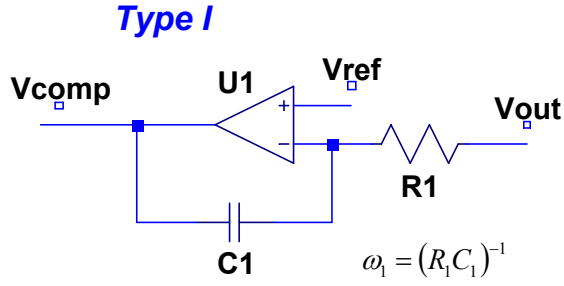 Type I
Vcomp
U1
Vref
Vout
+
−
R1
C1
ω₁ = (R₁C₁)⁻¹